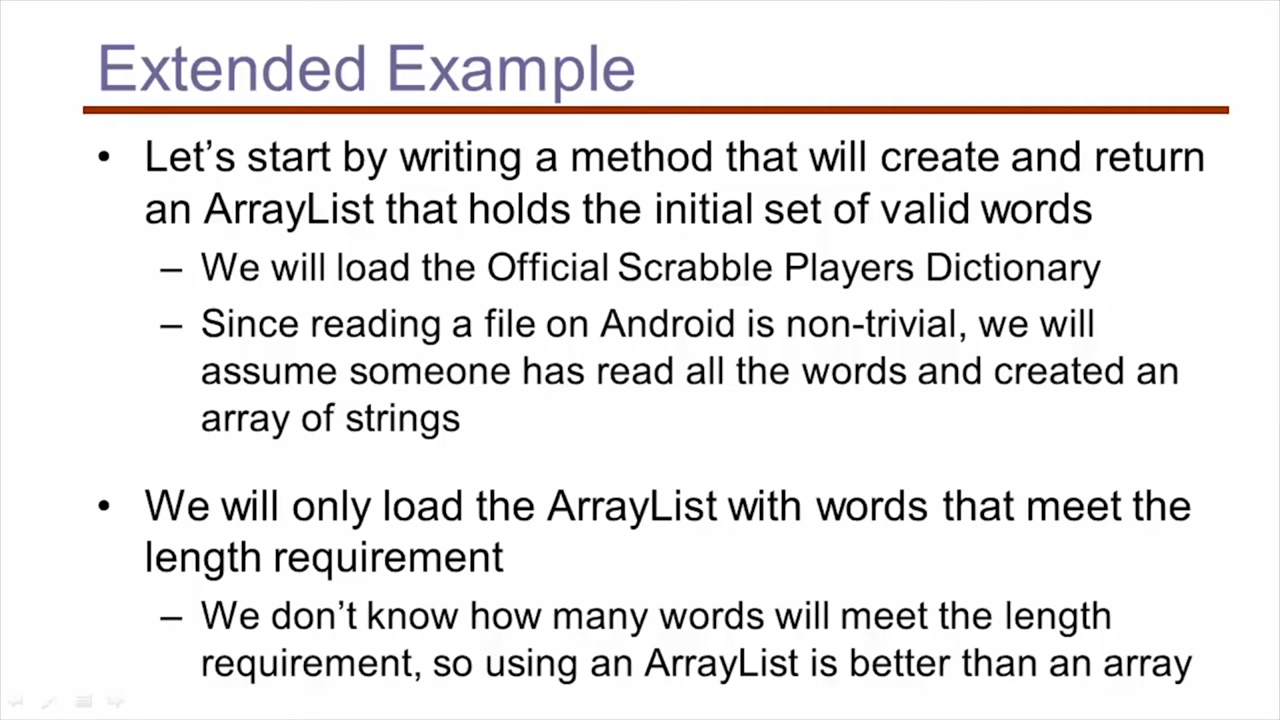 Extended Example
• Let’s start by writing a method that will create and return
an ArrayList that holds the initial set of valid words
– We will load the Official Scrabble Players Dictionary
– Since reading a file on Android is non-trivial, we will
assume someone has read all the words and created an
array of strings
• We will only load the ArrayList with words that meet the
length requirement
– We don’t know how many words will meet the length
requirement, so using an ArrayList is better than an array